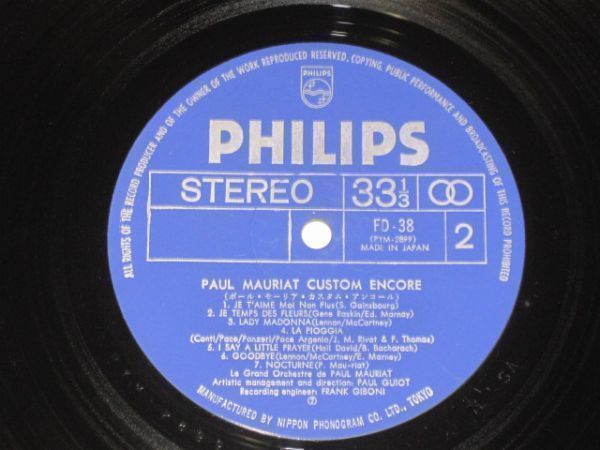 ALL RIGHTS OF THE RECORD PRODUCER AND OF THE OWNER OF THE WORK REPRODUCED RESERVED. COPYING, PUBLIC PERFORMANCE AND BROADCASTING OF THIS RECORD PROHIBITED
PHILIPS
PHILIPS
STEREO 33 1/3
FD-38
(PYM-2899)
MADE IN JAPAN
2
PAUL MAURIAT CUSTOM ENCORE
(ポール・モーリア・カスタム・アンコール)
1. JE T'AIME Moi Non Plus(S. Gainsbourg)
2. JE TEMPS DES FLEURS(Gene Raskin/Ed. Marnay)
3. LADY MADONNA(Lennon/McCartney)
4. LA PIOGGIA
(Conti/Pace/Panzeri/Pace Argenio/J. M. Rivat & F. Thomas)
5. I SAY A LITTLE PRAYER(Hall David/B. Bacharach)
6. GOODBYE(Lennon/McCartney/E. Marney)
7. NOCTURNE(P. Mau-riat)
Le Grand Orchestre de PAUL MAURIAT
Artistic management and direction: PAUL GUIOT
Recording engineer: FRANK GIBONI
MANUFACTURED BY NIPPON PHONOGRAM CO. LTD., TOKYO